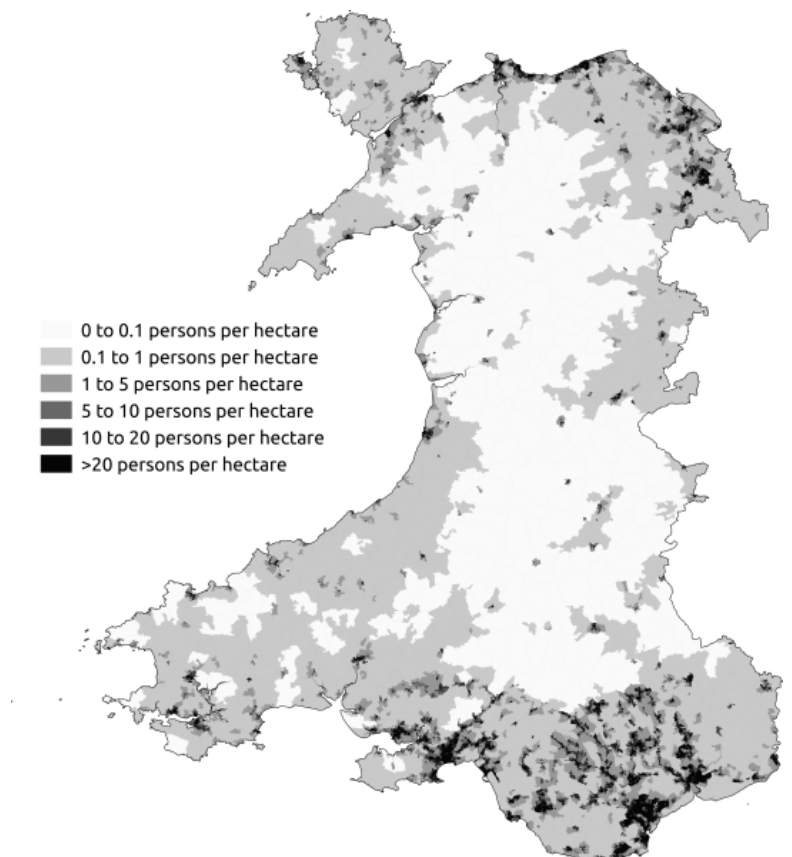 0 to 0.1 persons per hectare
0.1 to 1 persons per hectare
1 to 5 persons per hectare
5 to 10 persons per hectare
10 to 20 persons per hectare
>20 persons per hectare